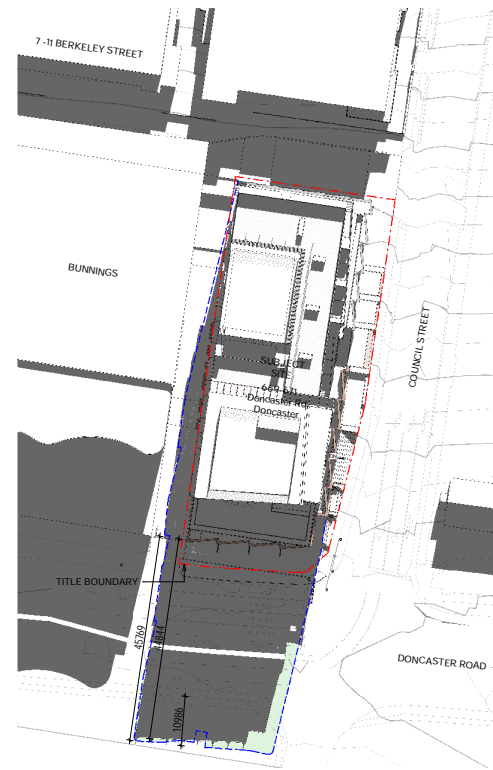 7 -11 BERKELEY STREET
BUNNINGS
COUNCIL STREET
SUBJECT
SITE
669-671
Doncaster Rd,
Doncaster
TITLE BOUNDARY
45769
44844
10986
DONCASTER ROAD